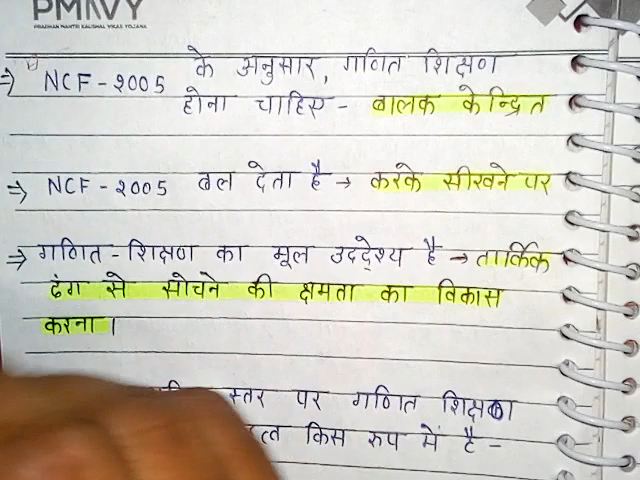 PMKVY
PRADHAN MANTRI KAUSHAL VIKAS YOJANA
⇒ NCF-2005 के अनुसार, गणित शिक्षण
होना चाहिए - बालक केन्द्रित
⇒ NCF-2005 बल देता है → करके सीखने पर
⇒ गणित-शिक्षण का मूल उद्देश्य है → तार्किक
ढंग से सोचने की क्षमता का विकास
करना।
स्तर पर गणित शिक्षण
किस रूप में है -